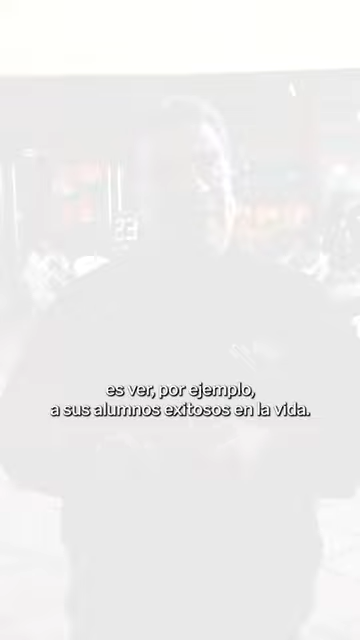 es ver, por ejemplo,
a sus alumnos exitosos en la vida.